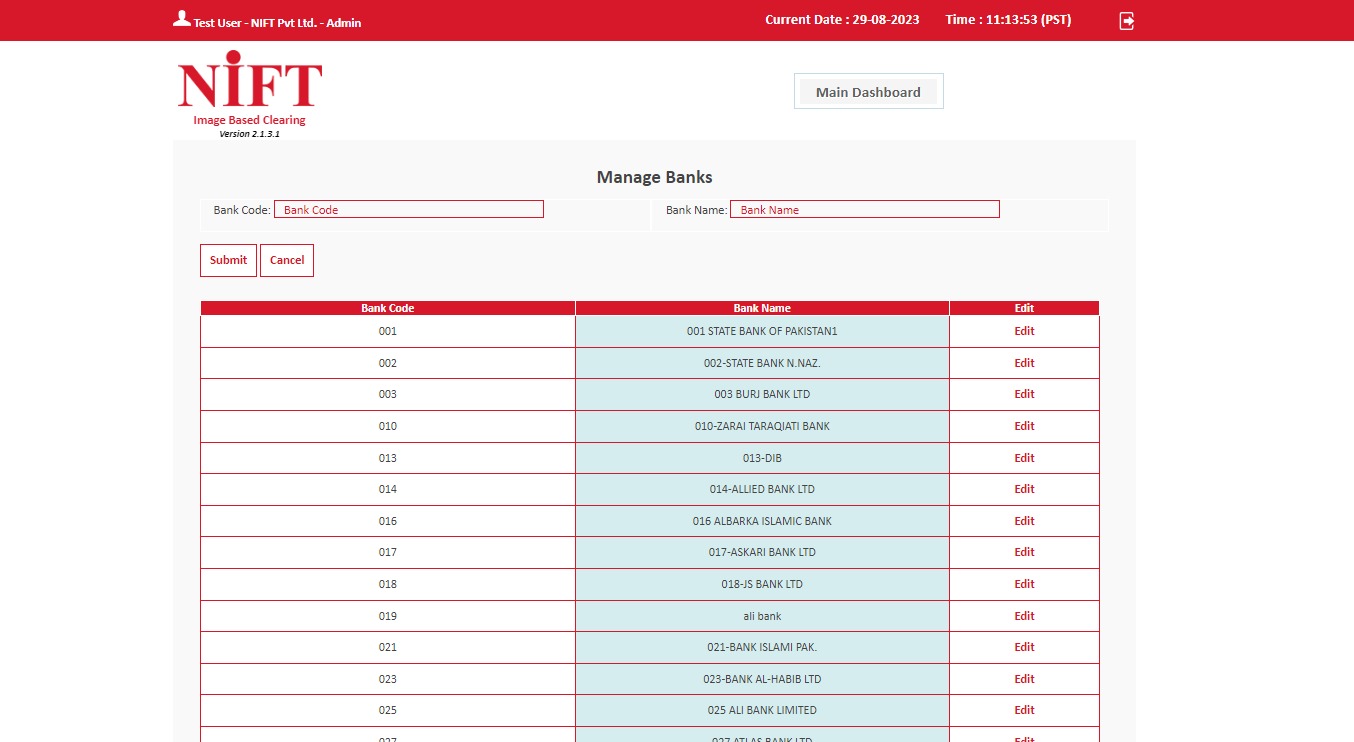 Test User - NIFT Pvt Ltd. - Admin Current Date : 29-08-2023 Time : 11:13:53 (PST)
NIFT
Image Based Clearing
Version 2.1.3.1
Main Dashboard
Manage Banks
Bank Code: Bank Code Bank Name: Bank Name
Submit Cancel
Bank Code Bank Name Edit
001 001 STATE BANK OF PAKISTAN1 Edit
002 002-STATE BANK N.NAZ. Edit
003 003 BURJ BANK LTD Edit
010 010-ZARAI TARAQIATI BANK Edit
013 013-DIB Edit
014 014-ALLIED BANK LTD Edit
016 016 ALBARKA ISLAMIC BANK Edit
017 017-ASKARI BANK LTD Edit
018 018-JS BANK LTD Edit
019 ali bank Edit
021 021-BANK ISLAMI PAK. Edit
023 023-BANK AL-HABIB LTD Edit
025 025 ALI BANK LIMITED Edit
027 027 ATLAS BANK LTD Edit